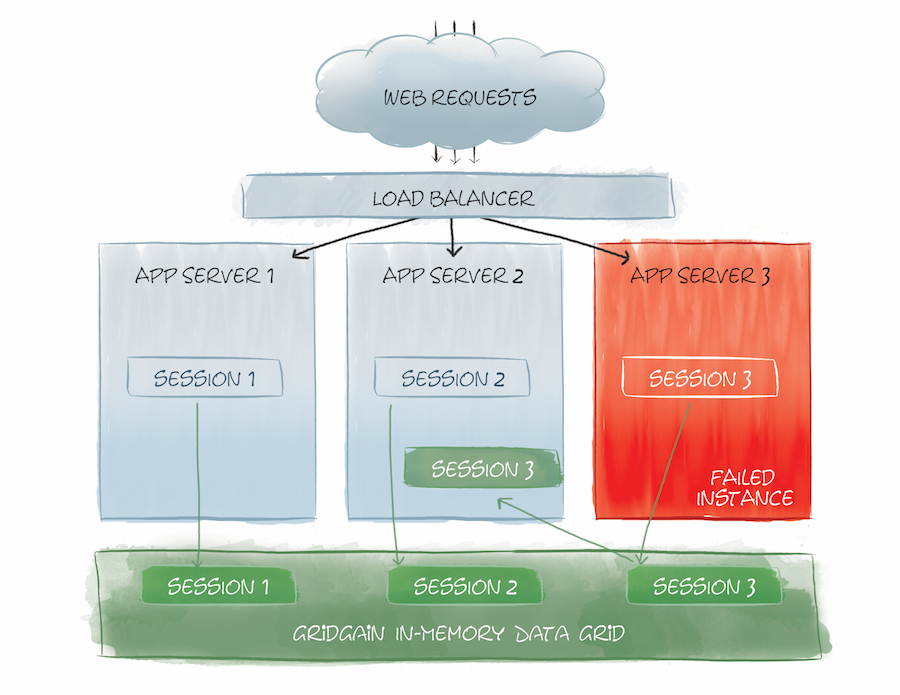 WEB REQUESTS
LOAD BALANCER
APP SERVER 1
APP SERVER 2
APP SERVER 3
SESSION 1
SESSION 2
SESSION 3
SESSION 3
FAILED
INSTANCE
SESSION 1
SESSION 2
SESSION 3
GRIDGAIN IN-MEMORY DATA GRID